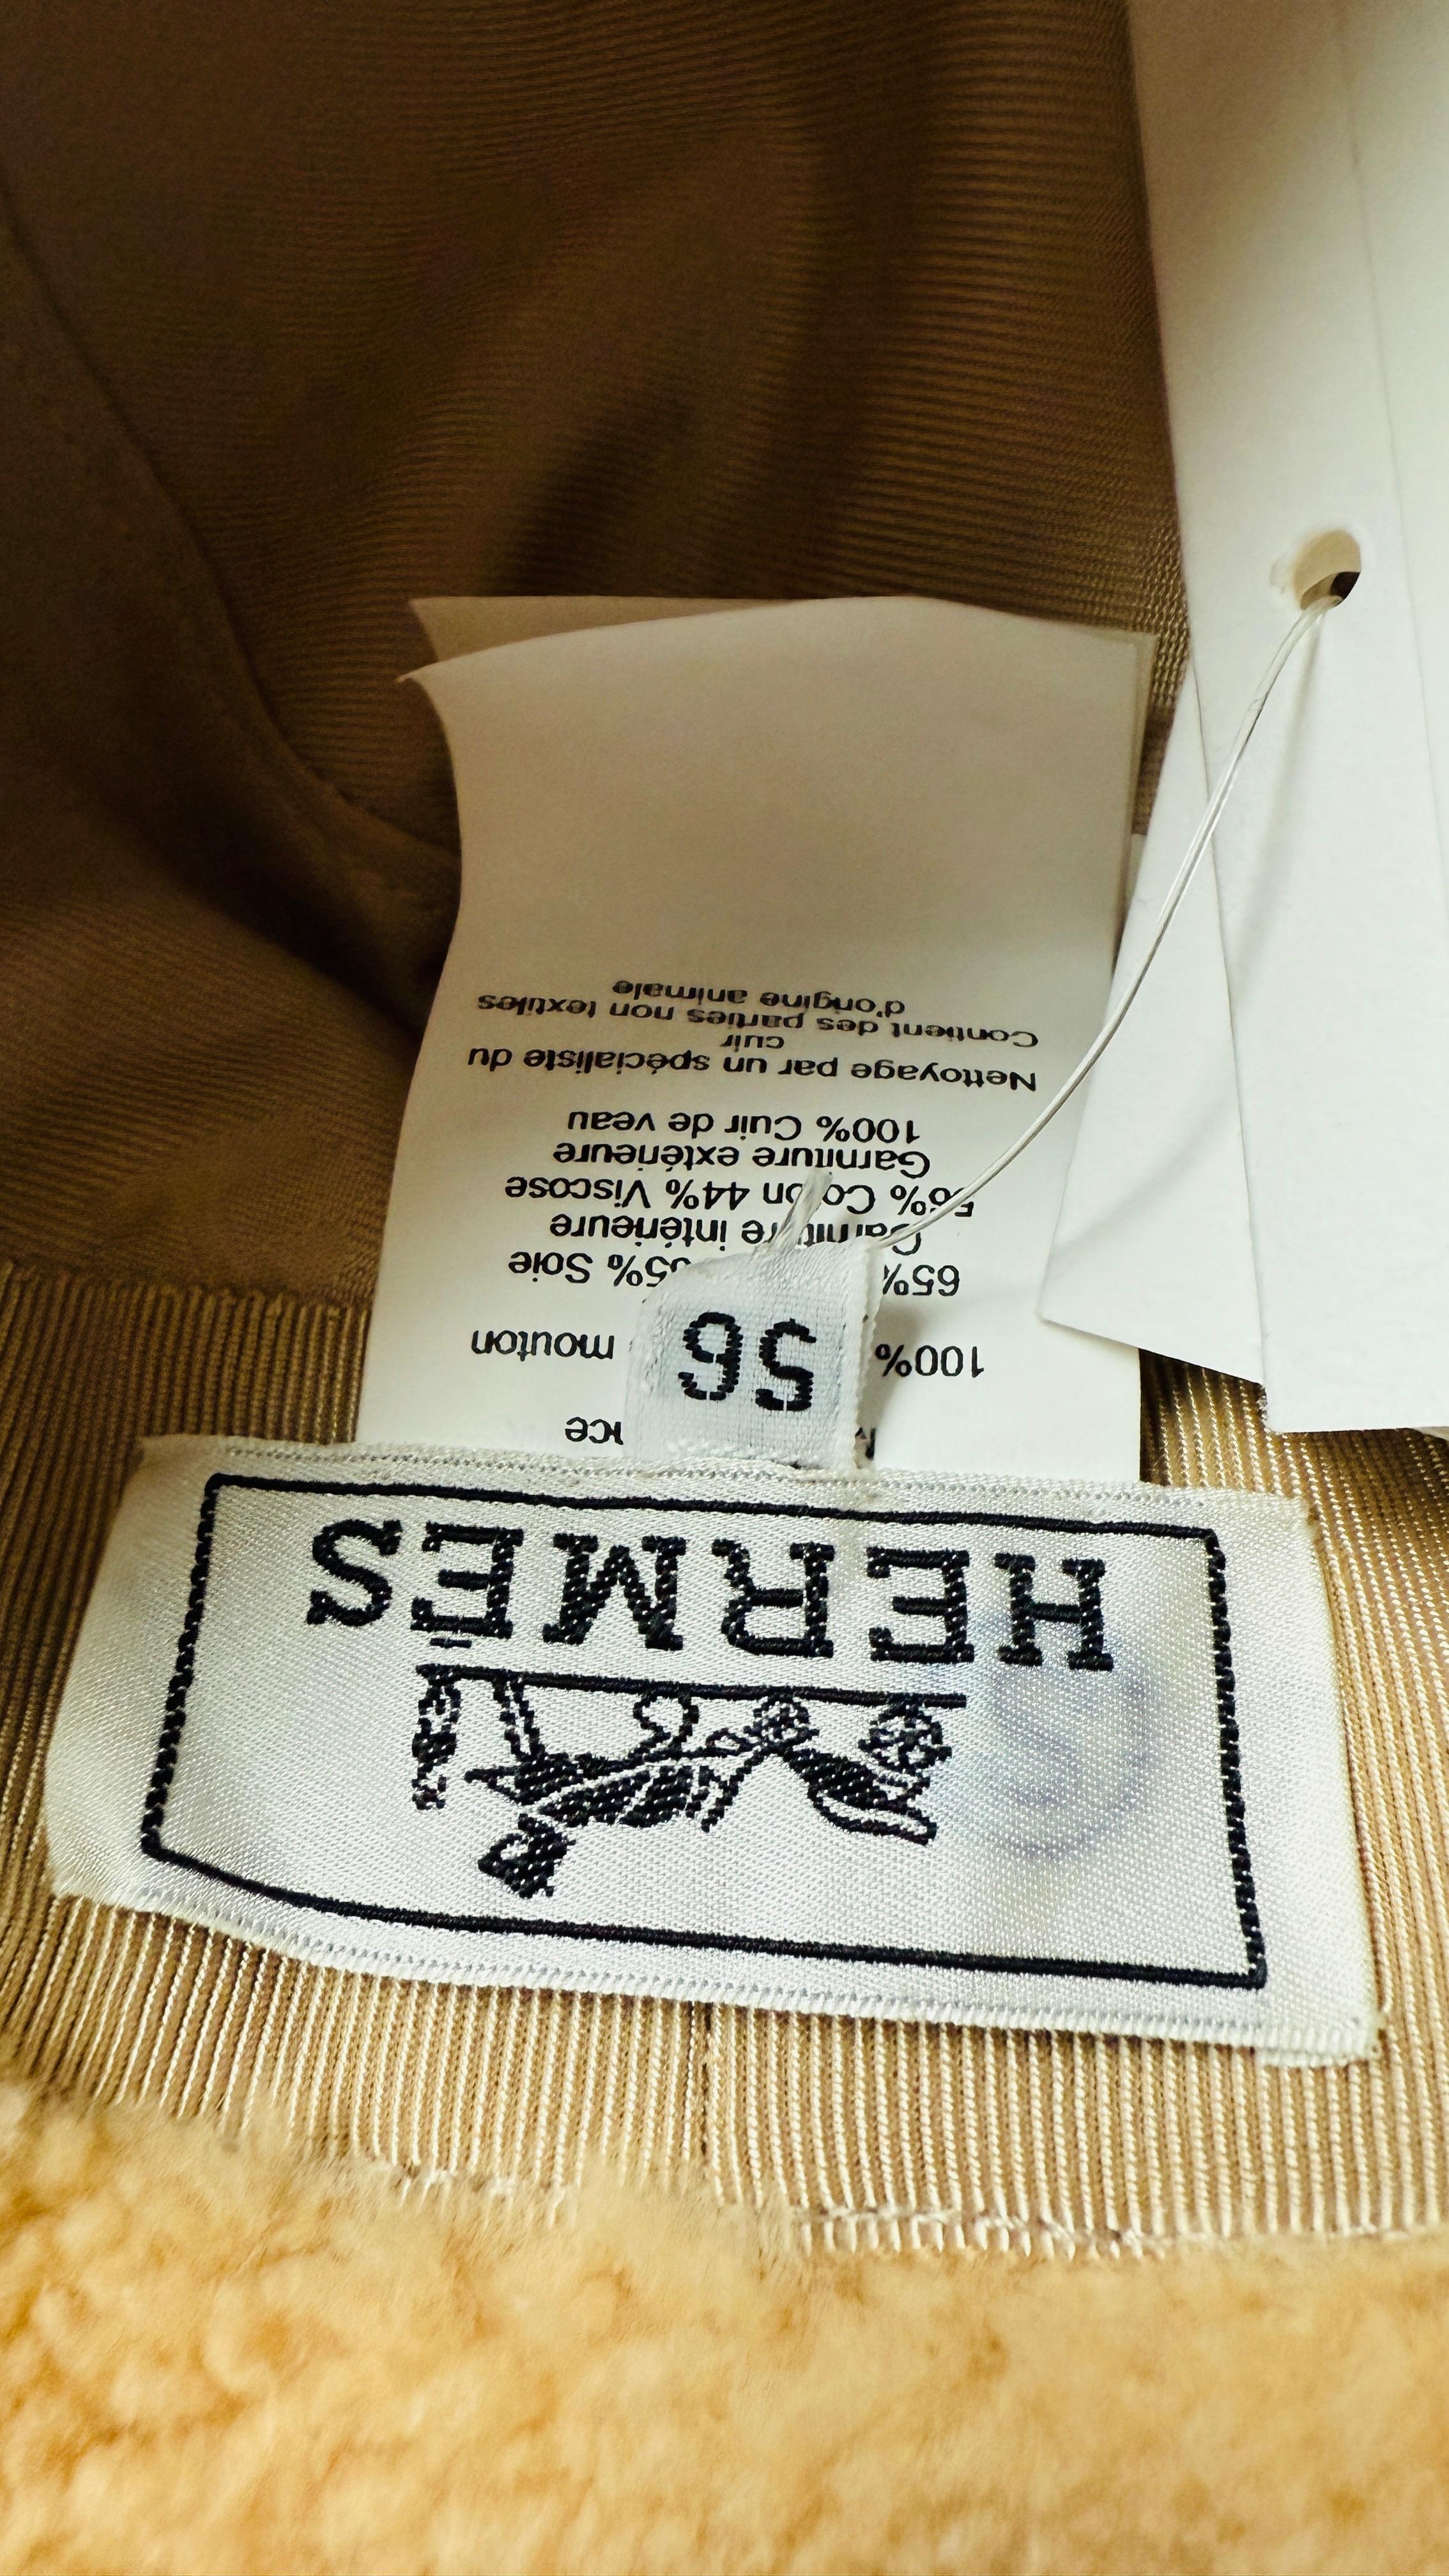 HERMÈS
56
100% mouton
65% 35% Soie
Garniture intérieure
56% Coton 44% Viscose
Garniture extérieure
100% Cuir de veau
Nettoyage par un spécialiste du
cuir
Contient des parties non textiles
d'origine animale